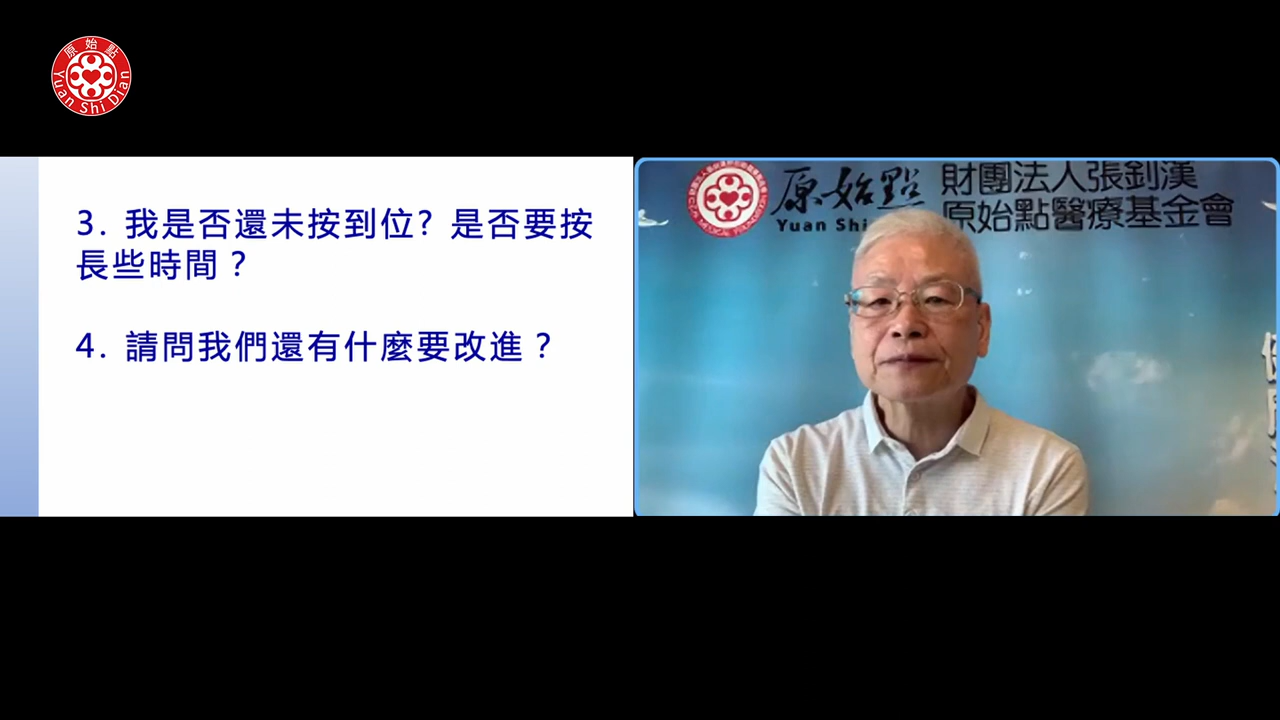 原始點
Yuan Shi Dian
3. 我是否還未按到位? 是否要按
長些時間？
4. 請問我們還有什麼要改進？
原始點
Yuan Shi
財團法人張釗漢
原始點醫療基金會